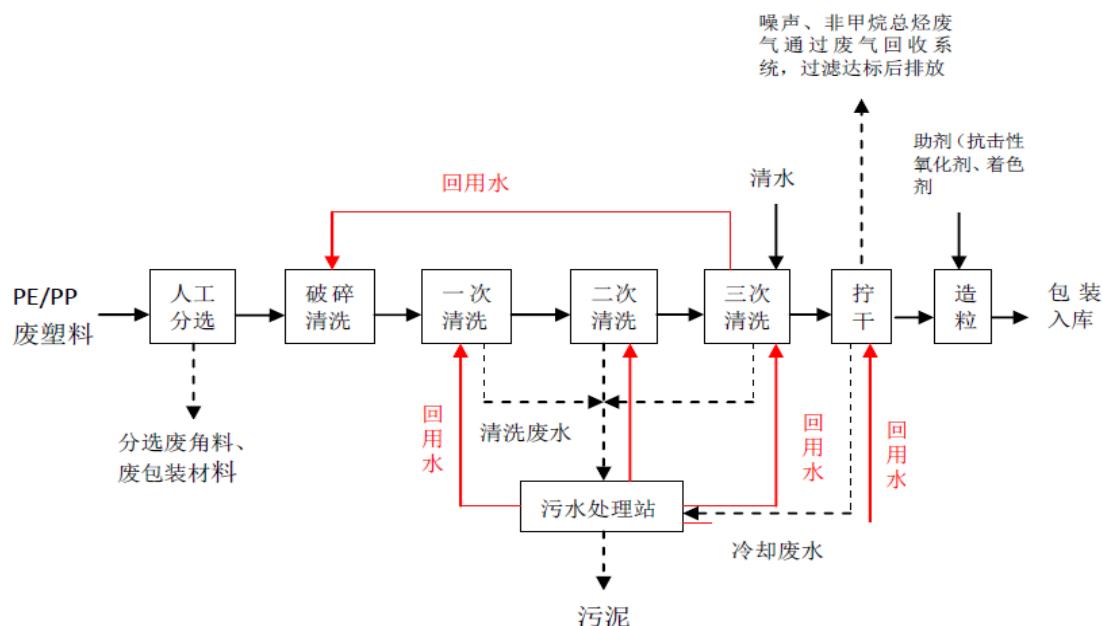 噪声、非甲烷总烃废
气通过废气回收系
统，过滤达标后排放
助剂（抗击性
氧化剂、着色
剂
回用水
清水
PE/PP
废塑料
人工
分选
破碎
清洗
一次
清洗
二次
清洗
三次
清洗
拧
干
造
粒
包装
入库
分选废角料、
废包装材料
回用水
清洗废水
回用水
回用水
污水处理站
冷却废水
污泥